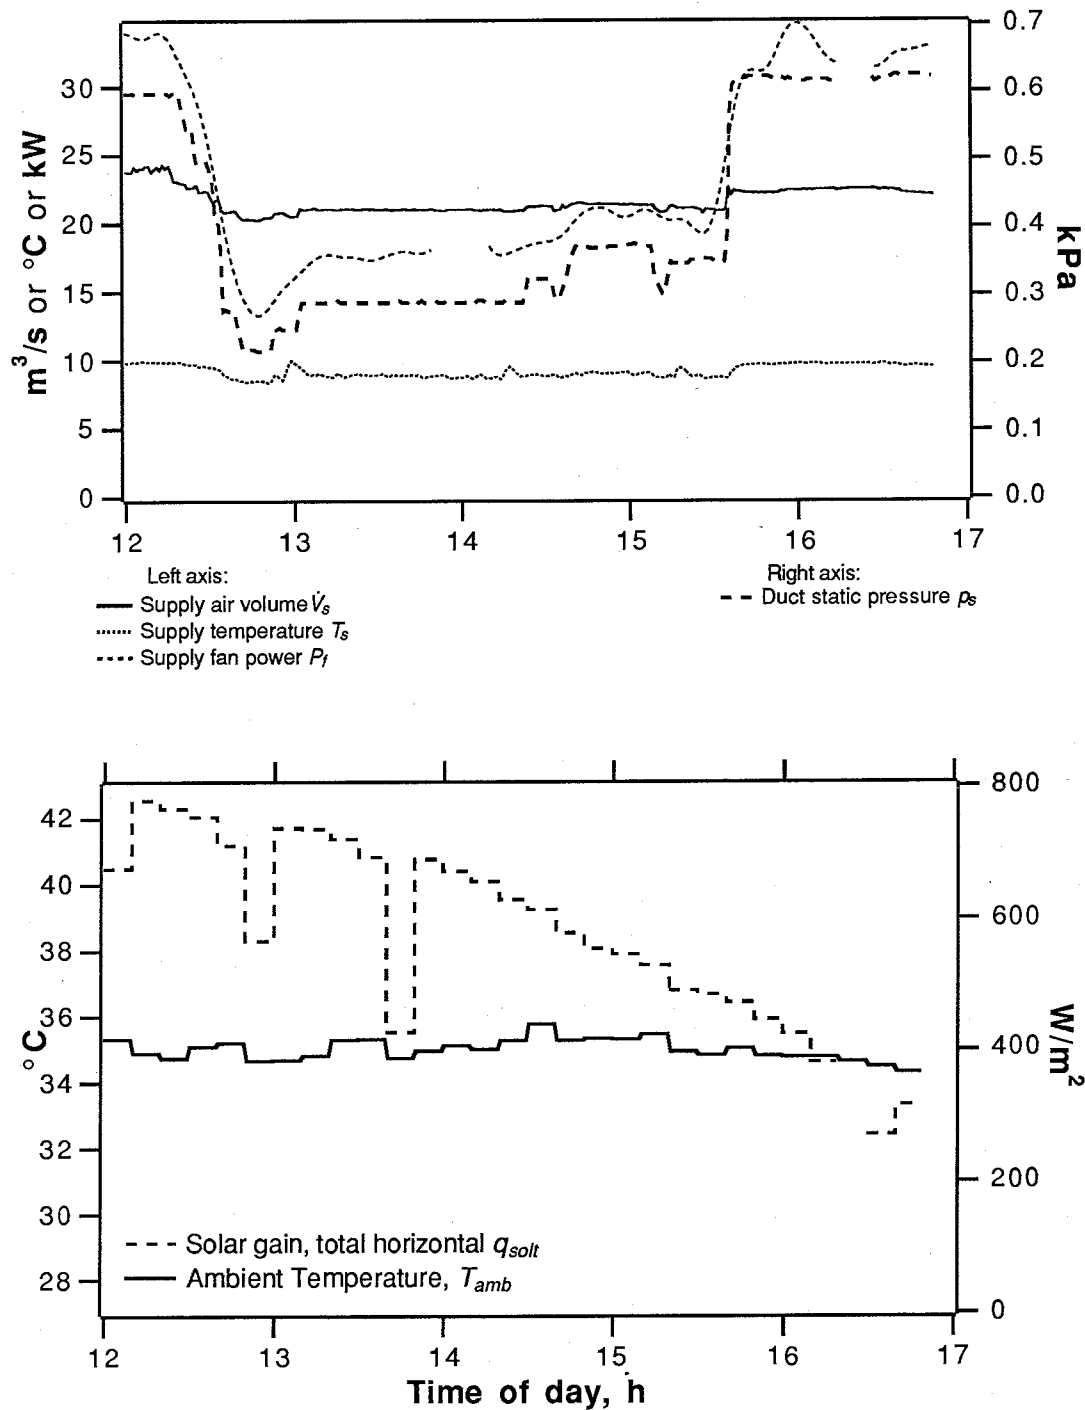 m³/s or °C or kW
30
25
20
15
10
5
0
0.7
0.6
0.5
0.4
0.3
0.2
0.1
0.0
kPa
12 13 14 15 16 17
Left axis:
Supply air volume V̇s
Supply temperature Ts
Supply fan power Pf
Right axis:
Duct static pressure ps
°C
42
40
38
36
34
32
30
28
800
600
400
200
0
W/m²
Solar gain, total horizontal qsolt
Ambient Temperature, Tamb
12 13 14 15 16 17
Time of day, h